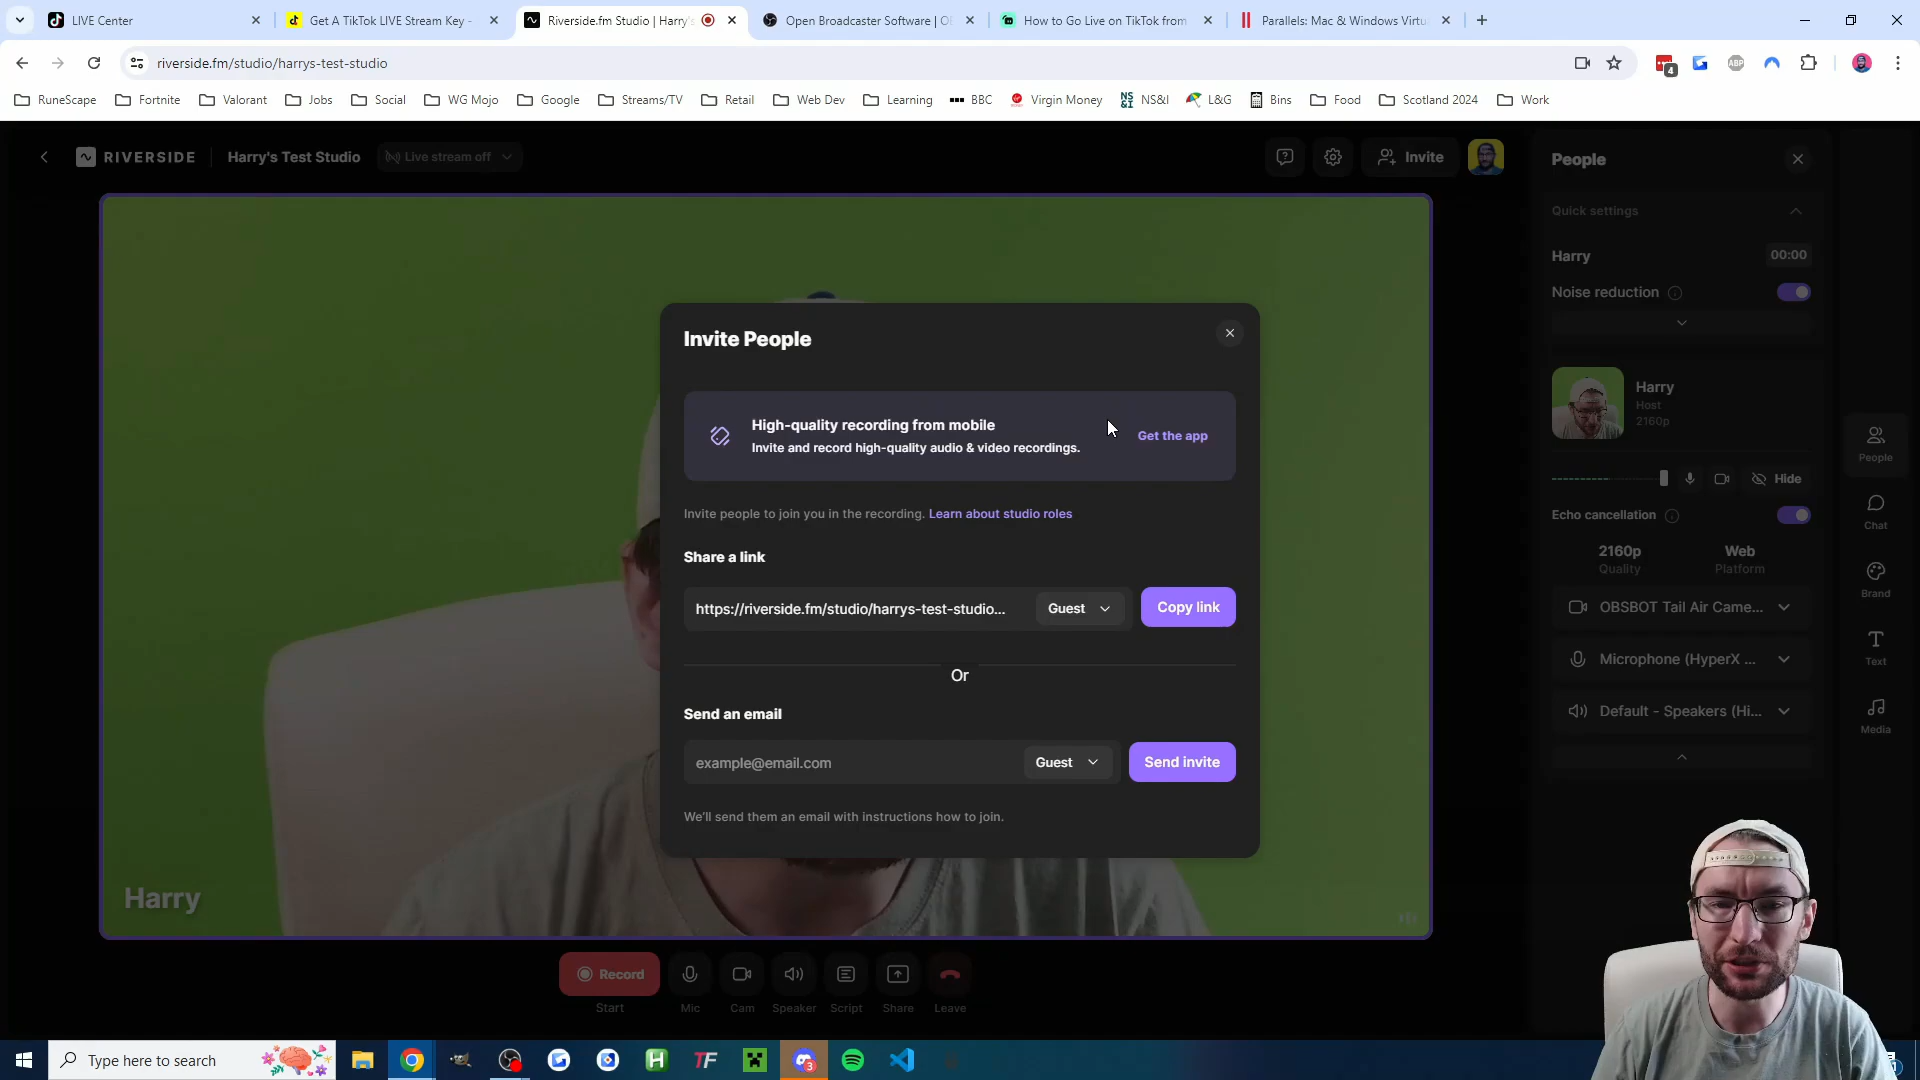 LIVE Center
Get A TikTok LIVE Stream Key -
Riverside.fm Studio | Harry's
Open Broadcaster Software | O
How to Go Live on TikTok from
Parallels: Mac & Windows Virtu
riverside.fm/studio/harrys-test-studio
4
ABP
RuneScape
Fortnite
Valorant
Jobs
Social
WG Mojo
Google
Streams/TV
Retail
Web Dev
Learning
BBC
Virgin Money
NS&I
NS&I
L&G
Bins
Food
Scotland 2024
Work
RIVERSIDE
Harry's Test Studio
Live stream off
Invite
People
Quick settings
Harry
00:00
Noise reduction
Harry
Host
2160p
Hide
Echo cancellation
2160p
Quality
Web
Platform
OBSBOT Tail Air Came...
Microphone (HyperX ...
Default - Speakers (Hi...
People
Chat
Brand
Text
Media
Invite People
High-quality recording from mobile
Invite and record high-quality audio & video recordings.
Get the app
Invite people to join you in the recording. Learn about studio roles
Share a link
https://riverside.fm/studio/harrys-test-studio...
Guest
Copy link
Or
Send an email
example@email.com
Guest
Send invite
We'll send them an email with instructions how to join.
Harry
Record
Start
Mic
Cam
Speaker
Script
Share
Leave
Type here to search
H
TF
3